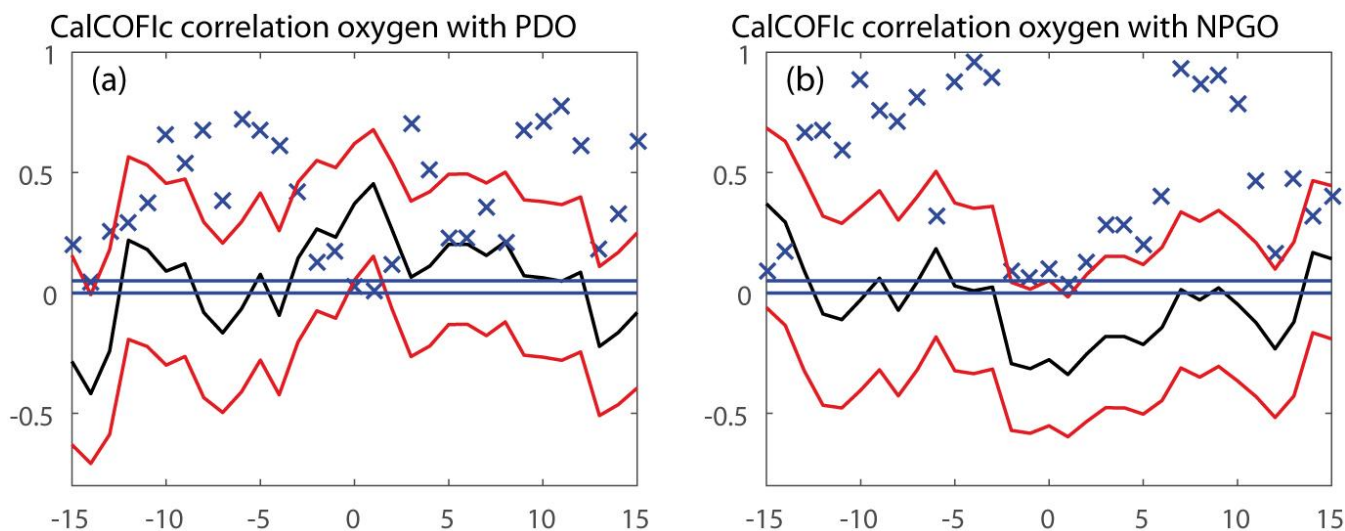 CalCOFIc correlation oxygen with PDO
(a)
1
0.5
0
-0.5
-15 -10 -5 0 5 10 15
CalCOFIc correlation oxygen with NPGO
(b)
1
0.5
0
-0.5
-15 -10 -5 0 5 10 15